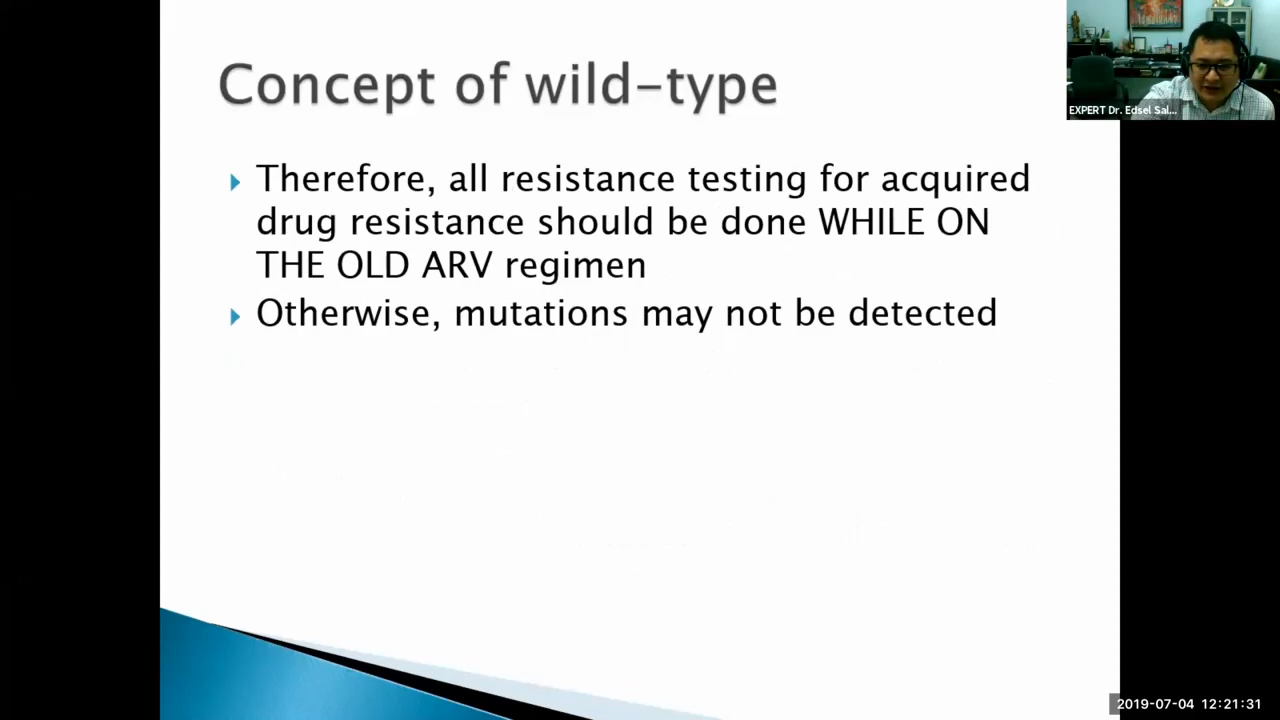 Concept of wild-type
Therefore, all resistance testing for acquired
drug resistance should be done WHILE ON
THE OLD ARV regimen
Otherwise, mutations may not be detected
EXPERT Dr. Edsel Sal...
2019-07-04 12:21:31